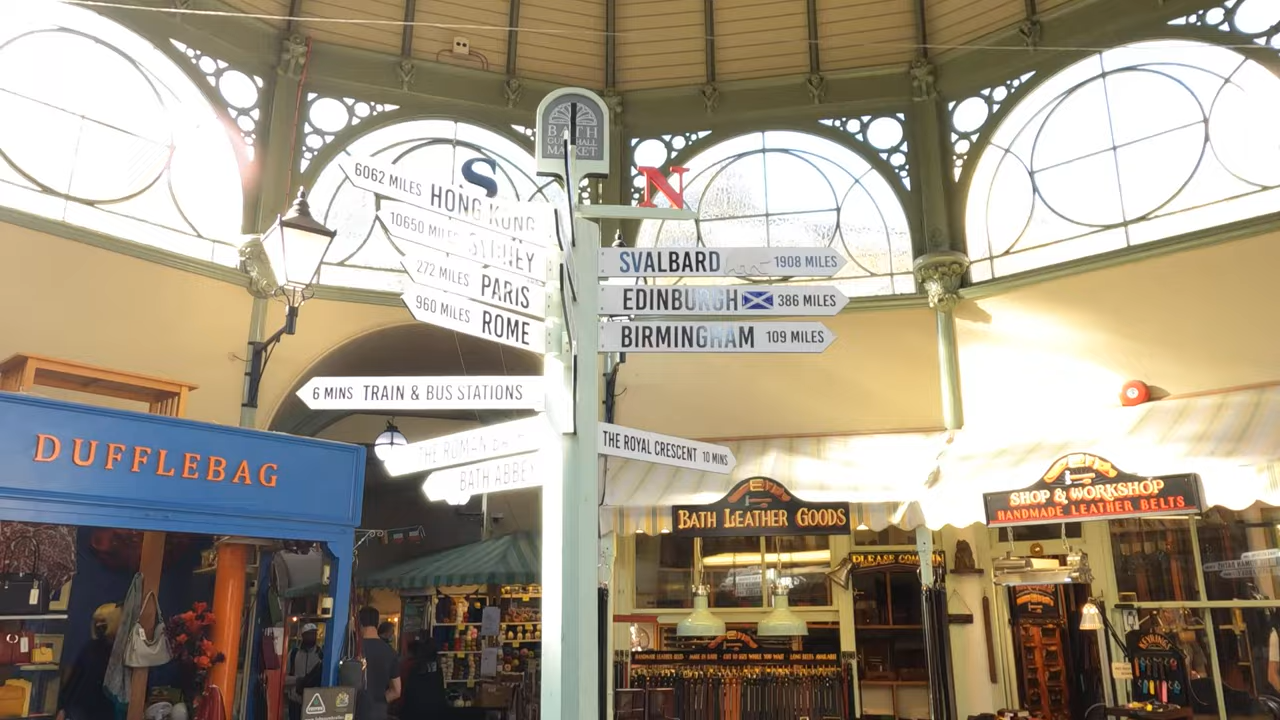 BATH
GUILDHALL
MARKET
S
N
6062 MILES HONG KONG
10650 MILES SYDNEY
272 MILES PARIS
960 MILES ROME
SVALBARD 1908 MILES
EDINBURGH 386 MILES
BIRMINGHAM 109 MILES
6 MINS TRAIN & BUS STATIONS
THE ROMAN
BATH ABBEY
THE ROYAL CRESCENT 10 MINS
DUFFLEBAG
BATH LEATHER GOODS
SHOP & WORKSHOP
HANDMADE LEATHER BELTS
PLEASE COME